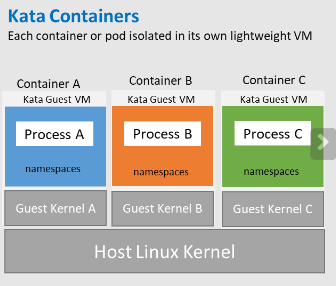 Kata Containers
Each container or pod isolated in its own lightweight VM
Container A
Container B
Container C
Kata Guest VM
Kata Guest VM
Kata Guest VM
Process A
Process B
Process C
namespaces
namespaces
namespaces
Guest Kernel A
Guest Kernel B
Guest Kernel C
Host Linux Kernel